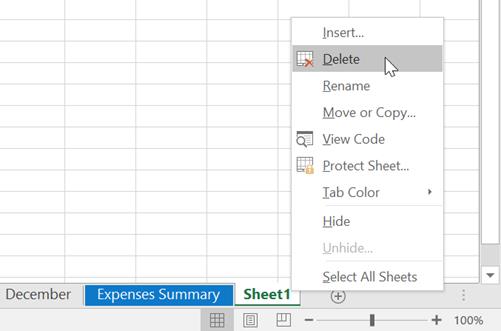 Insert...
Delete
Rename
Move or Copy...
View Code
Protect Sheet...
Tab Color
Hide
Unhide...
Select All Sheets
December Expenses Summary Sheet1
100%